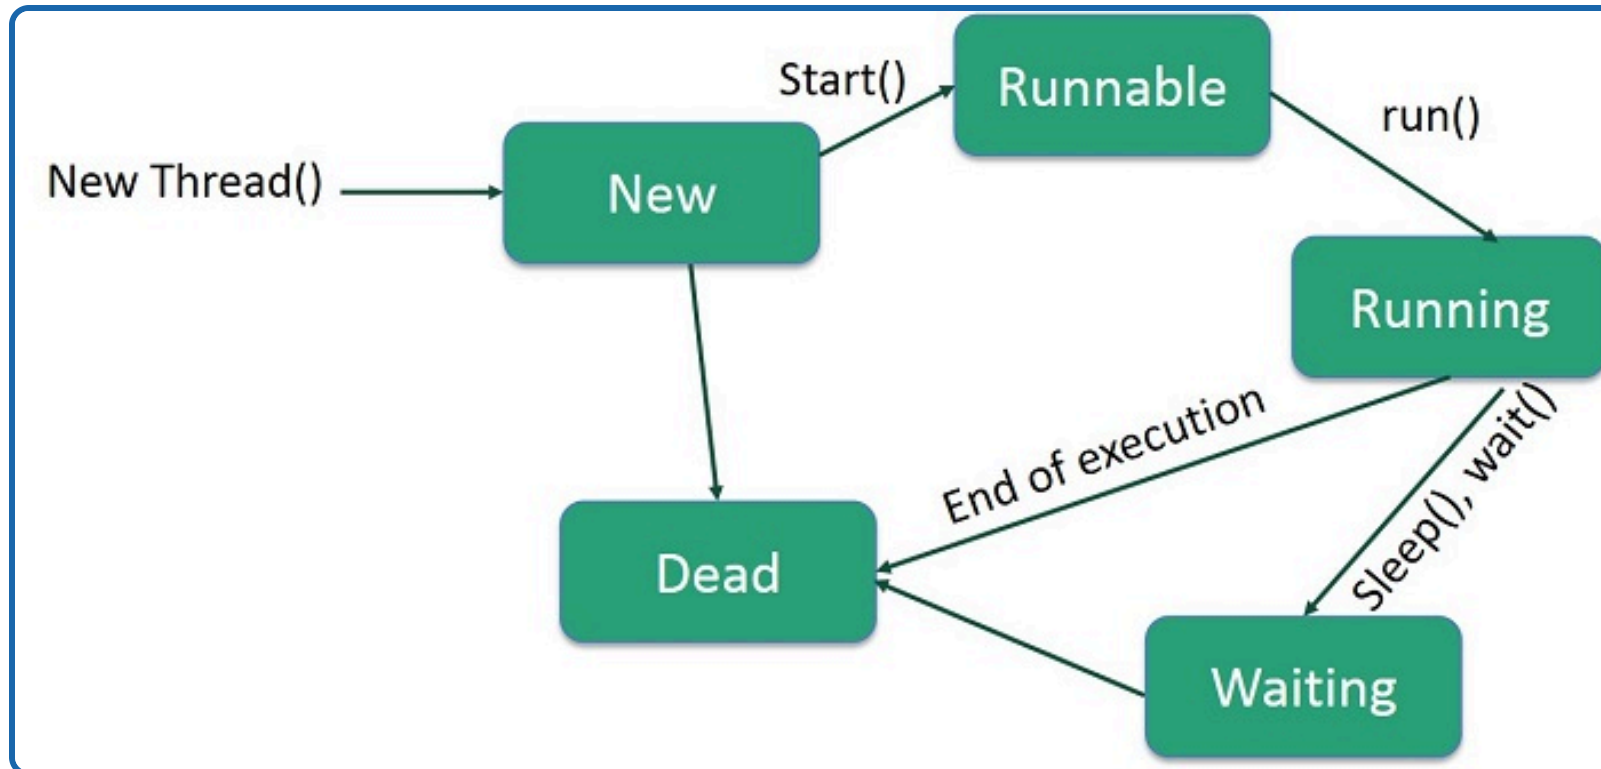 Start()
Runnable
run()
New Thread()
New
Running
End of execution
Sleep(), wait()
Dead
Waiting